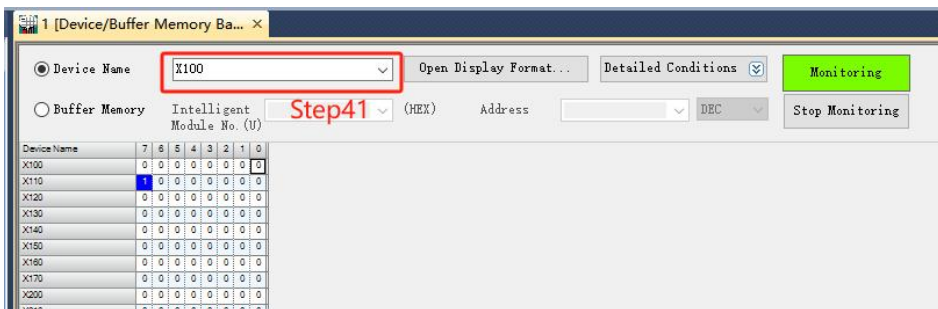 1 [Device/Buffer Memory Ba... ×
Device Name X100 Open Display Format... Detailed Conditions Monitoring
Buffer Memory Intelligent Module No. (U) Step41 (HEX) Address DEC Stop Monitoring
Device Name 7 6 5 4 3 2 1 0
X100 0 0 0 0 0 0 0 0
X110 1 0 0 0 0 0 0 0
X120 0 0 0 0 0 0 0 0
X130 0 0 0 0 0 0 0 0
X140 0 0 0 0 0 0 0 0
X150 0 0 0 0 0 0 0 0
X160 0 0 0 0 0 0 0 0
X170 0 0 0 0 0 0 0 0
X200 0 0 0 0 0 0 0 0